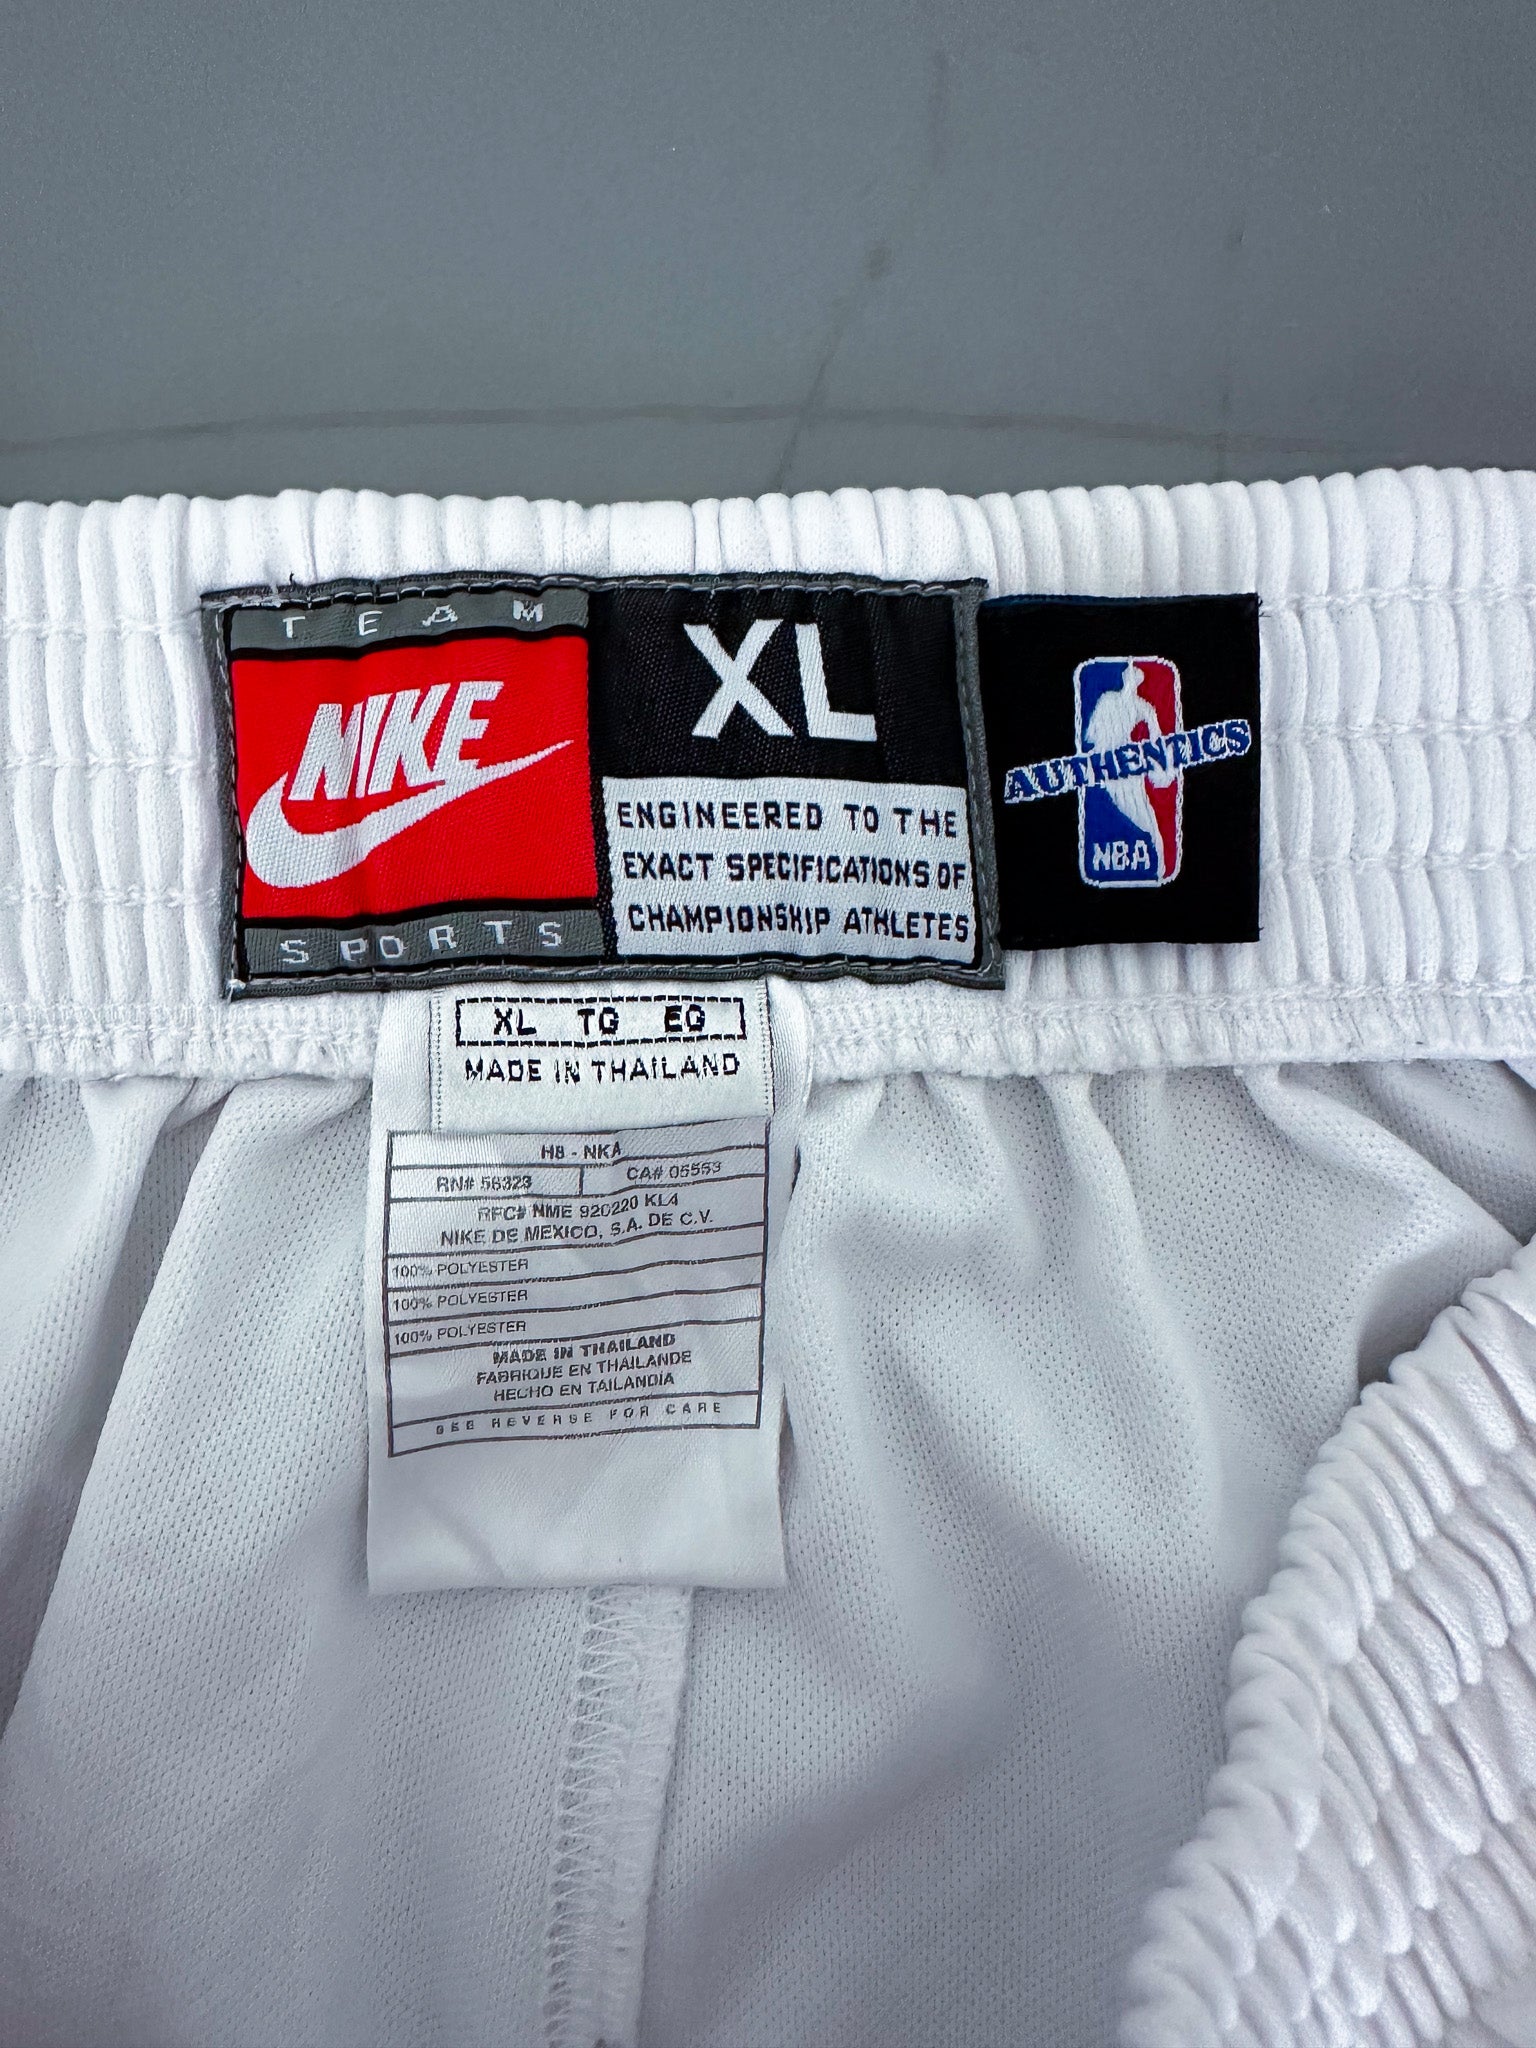 TEAM
NIKE
SPORTS
XL
ENGINEERED TO THE
EXACT SPECIFICATIONS OF
CHAMPIONSHIP ATHLETES
AUTHENTICS
NBA
XL TG EG
MADE IN THAILAND
H8 - NKA
RN# 56323 CA# 05553
RFC# NME 920220 KL4
NIKE DE MEXICO, S.A. DE C.V.
100% POLYESTER
100% POLYESTER
100% POLYESTER
MADE IN THAILAND
FABRIQUE EN THAILANDE
HECHO EN TAILANDIA
SEE REVERSE FOR CARE